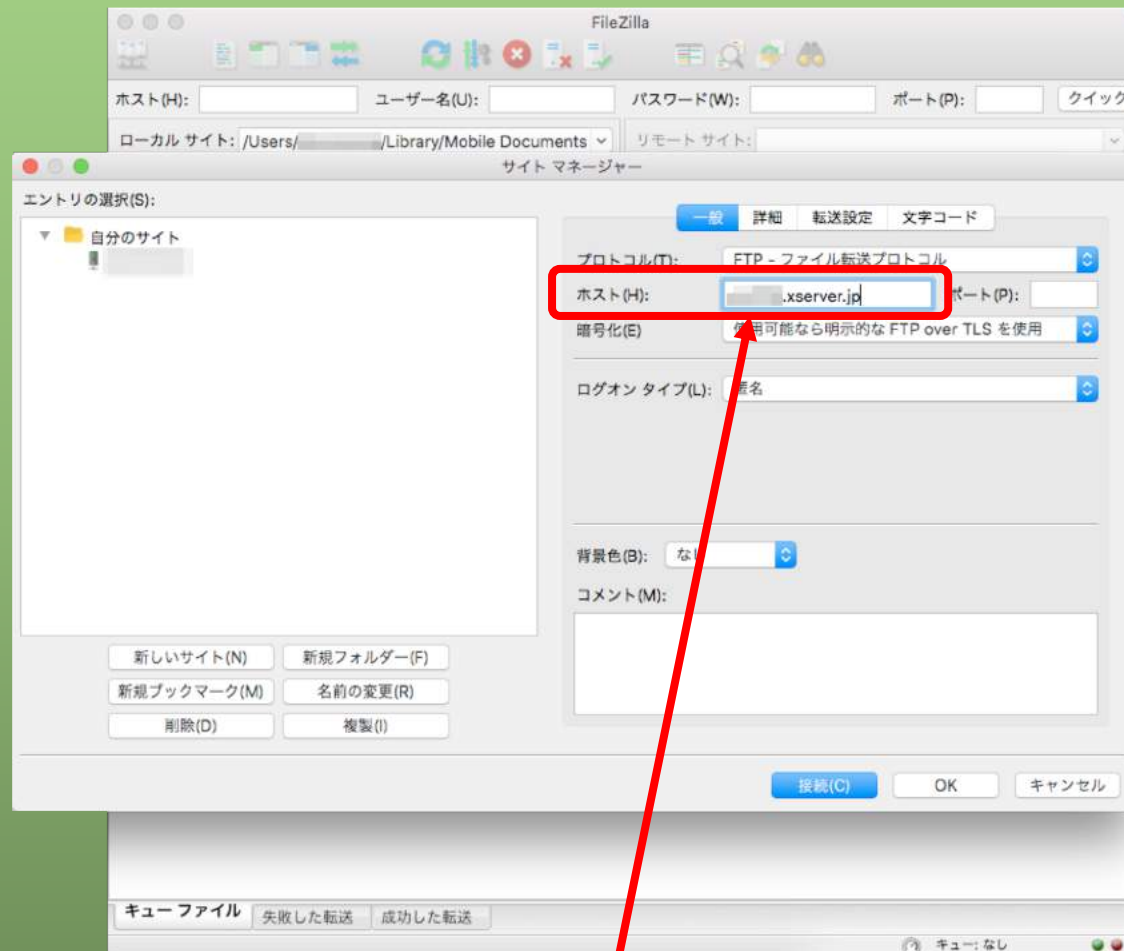 FileZilla
ホスト(H): ユーザー名(U): パスワード(W): ポート(P): クイック
ローカル サイト: /Users/ /Library/Mobile Documents リモート サイト:
サイト マネージャー
エントリの選択(S):
一般 詳細 転送設定 文字コード
自分のサイト
プロトコル(T): FTP - ファイル転送プロトコル
ホスト(H): .xserver.jp ポート(P):
暗号化(E) 使用可能なら明示的な FTP over TLS を使用
ログオン タイプ(L): 匿名
背景色(B): なし
コメント(M):
新しいサイト(N) 新規フォルダー(F)
新規ブックマーク(M) 名前の変更(R)
削除(D) 複製(I)
接続(C) OK キャンセル
キュー ファイル 失敗した転送 成功した転送
キュー: なし